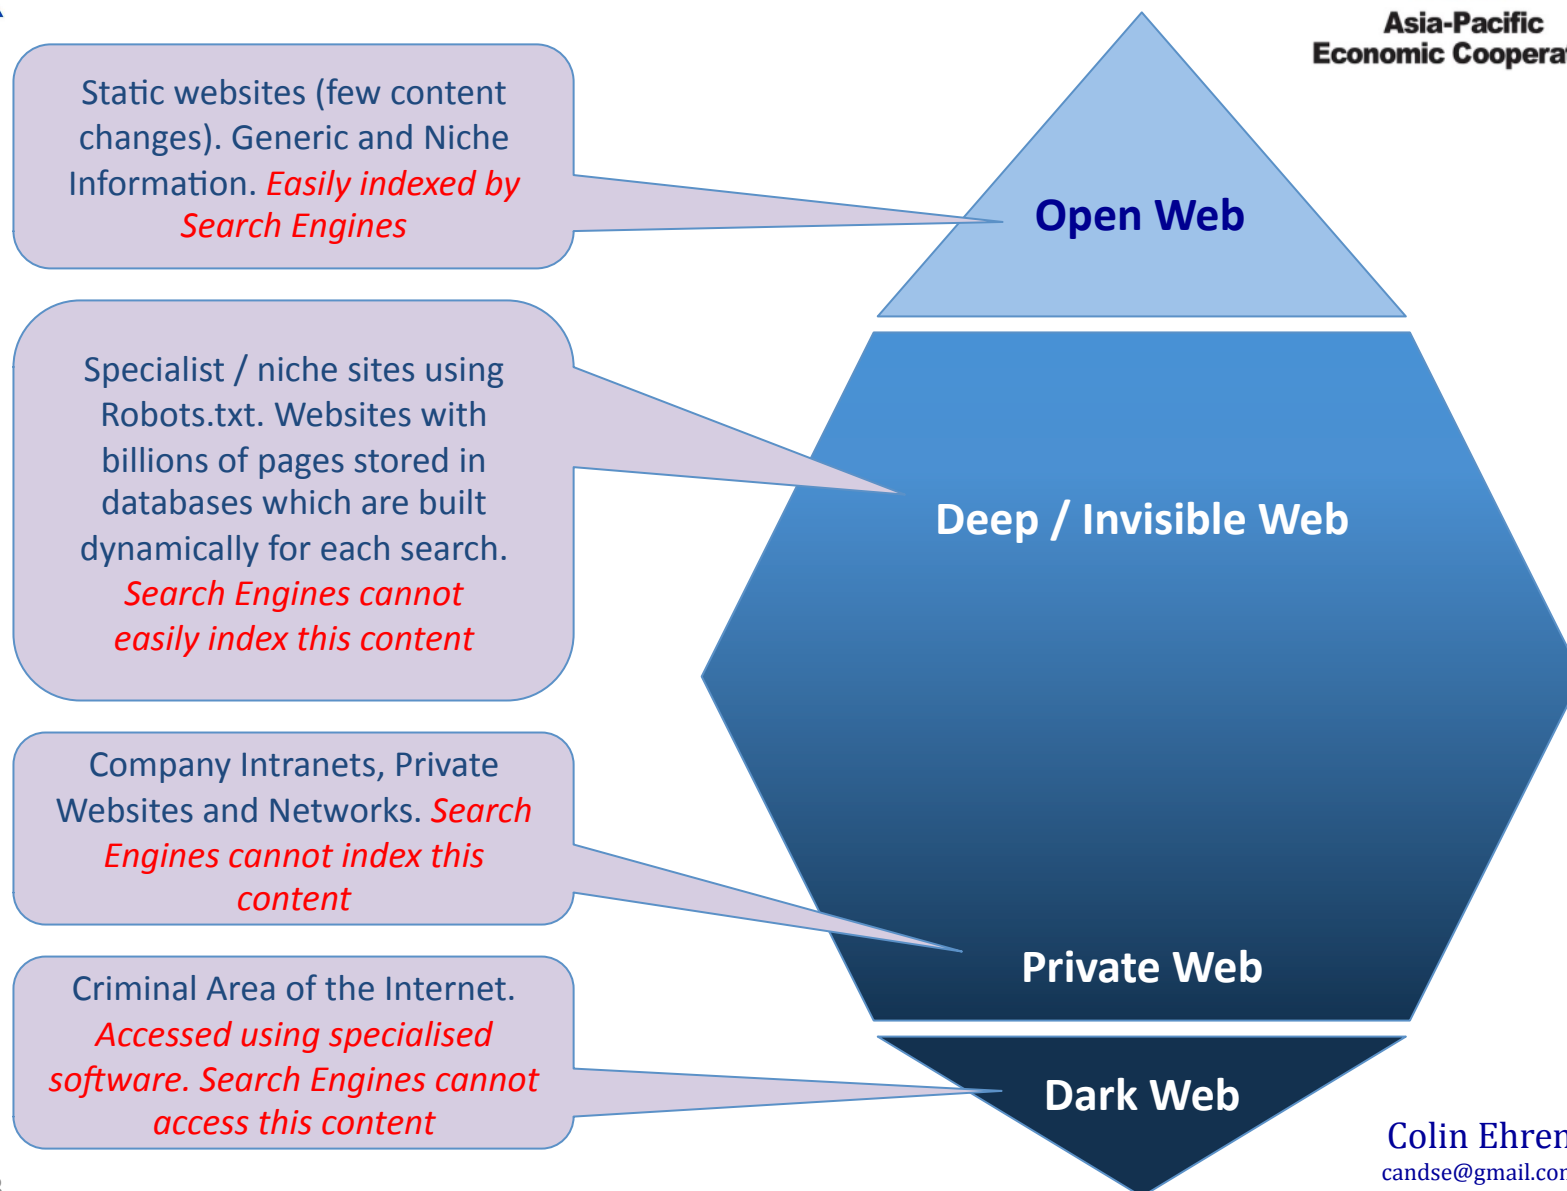 Asia-Pacific
Economic Cooperat
Static websites (few content
changes). Generic and Niche
Information. Easily indexed by
Search Engines
Open Web
Specialist / niche sites using
Robots.txt. Websites with
billions of pages stored in
databases which are built
dynamically for each search.
Search Engines cannot
easily index this content
Deep / Invisible Web
Company Intranets, Private
Websites and Networks. Search
Engines cannot index this
content
Private Web
Criminal Area of the Internet.
Accessed using specialised
software. Search Engines cannot
access this content
Dark Web
Colin Ehren
candse@gmail.com